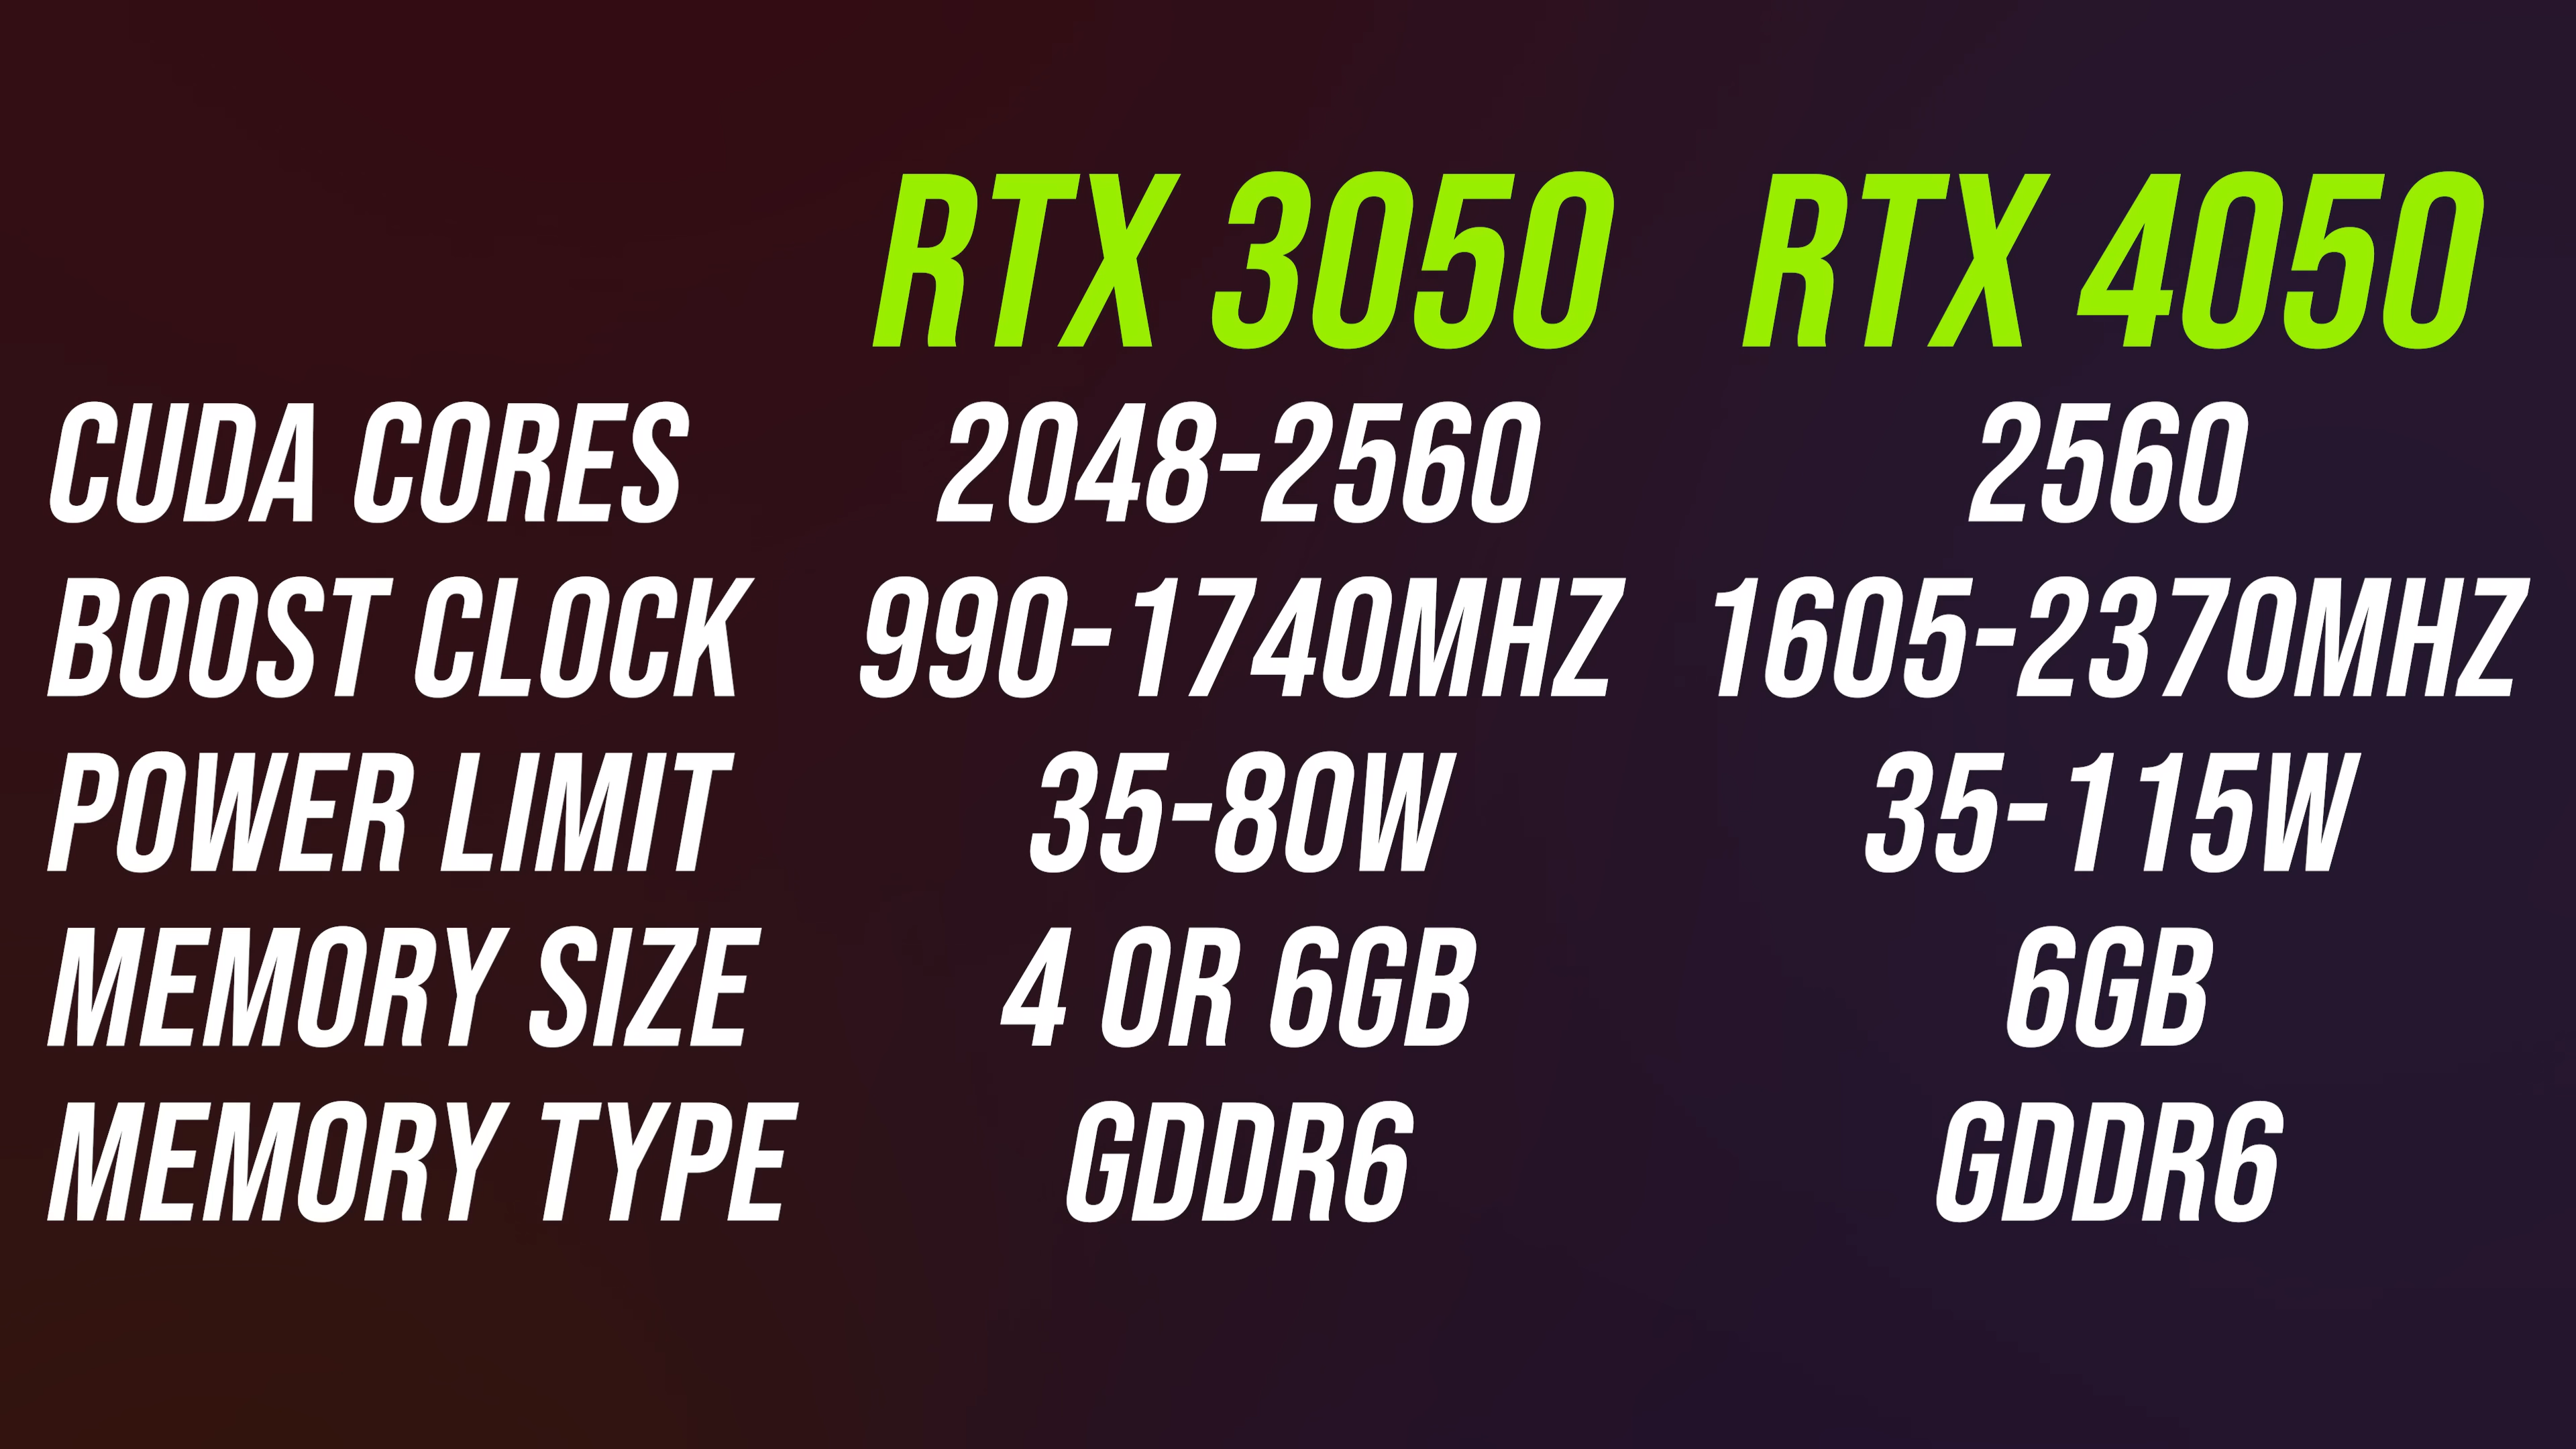 RTX 3050 RTX 4050
CUDA CORES 2048-2560 2560
BOOST CLOCK 990-1740MHZ 1605-2370MHZ
POWER LIMIT 35-80W 35-115W
MEMORY SIZE 4 OR 6GB 6GB
MEMORY TYPE GDDR6 GDDR6